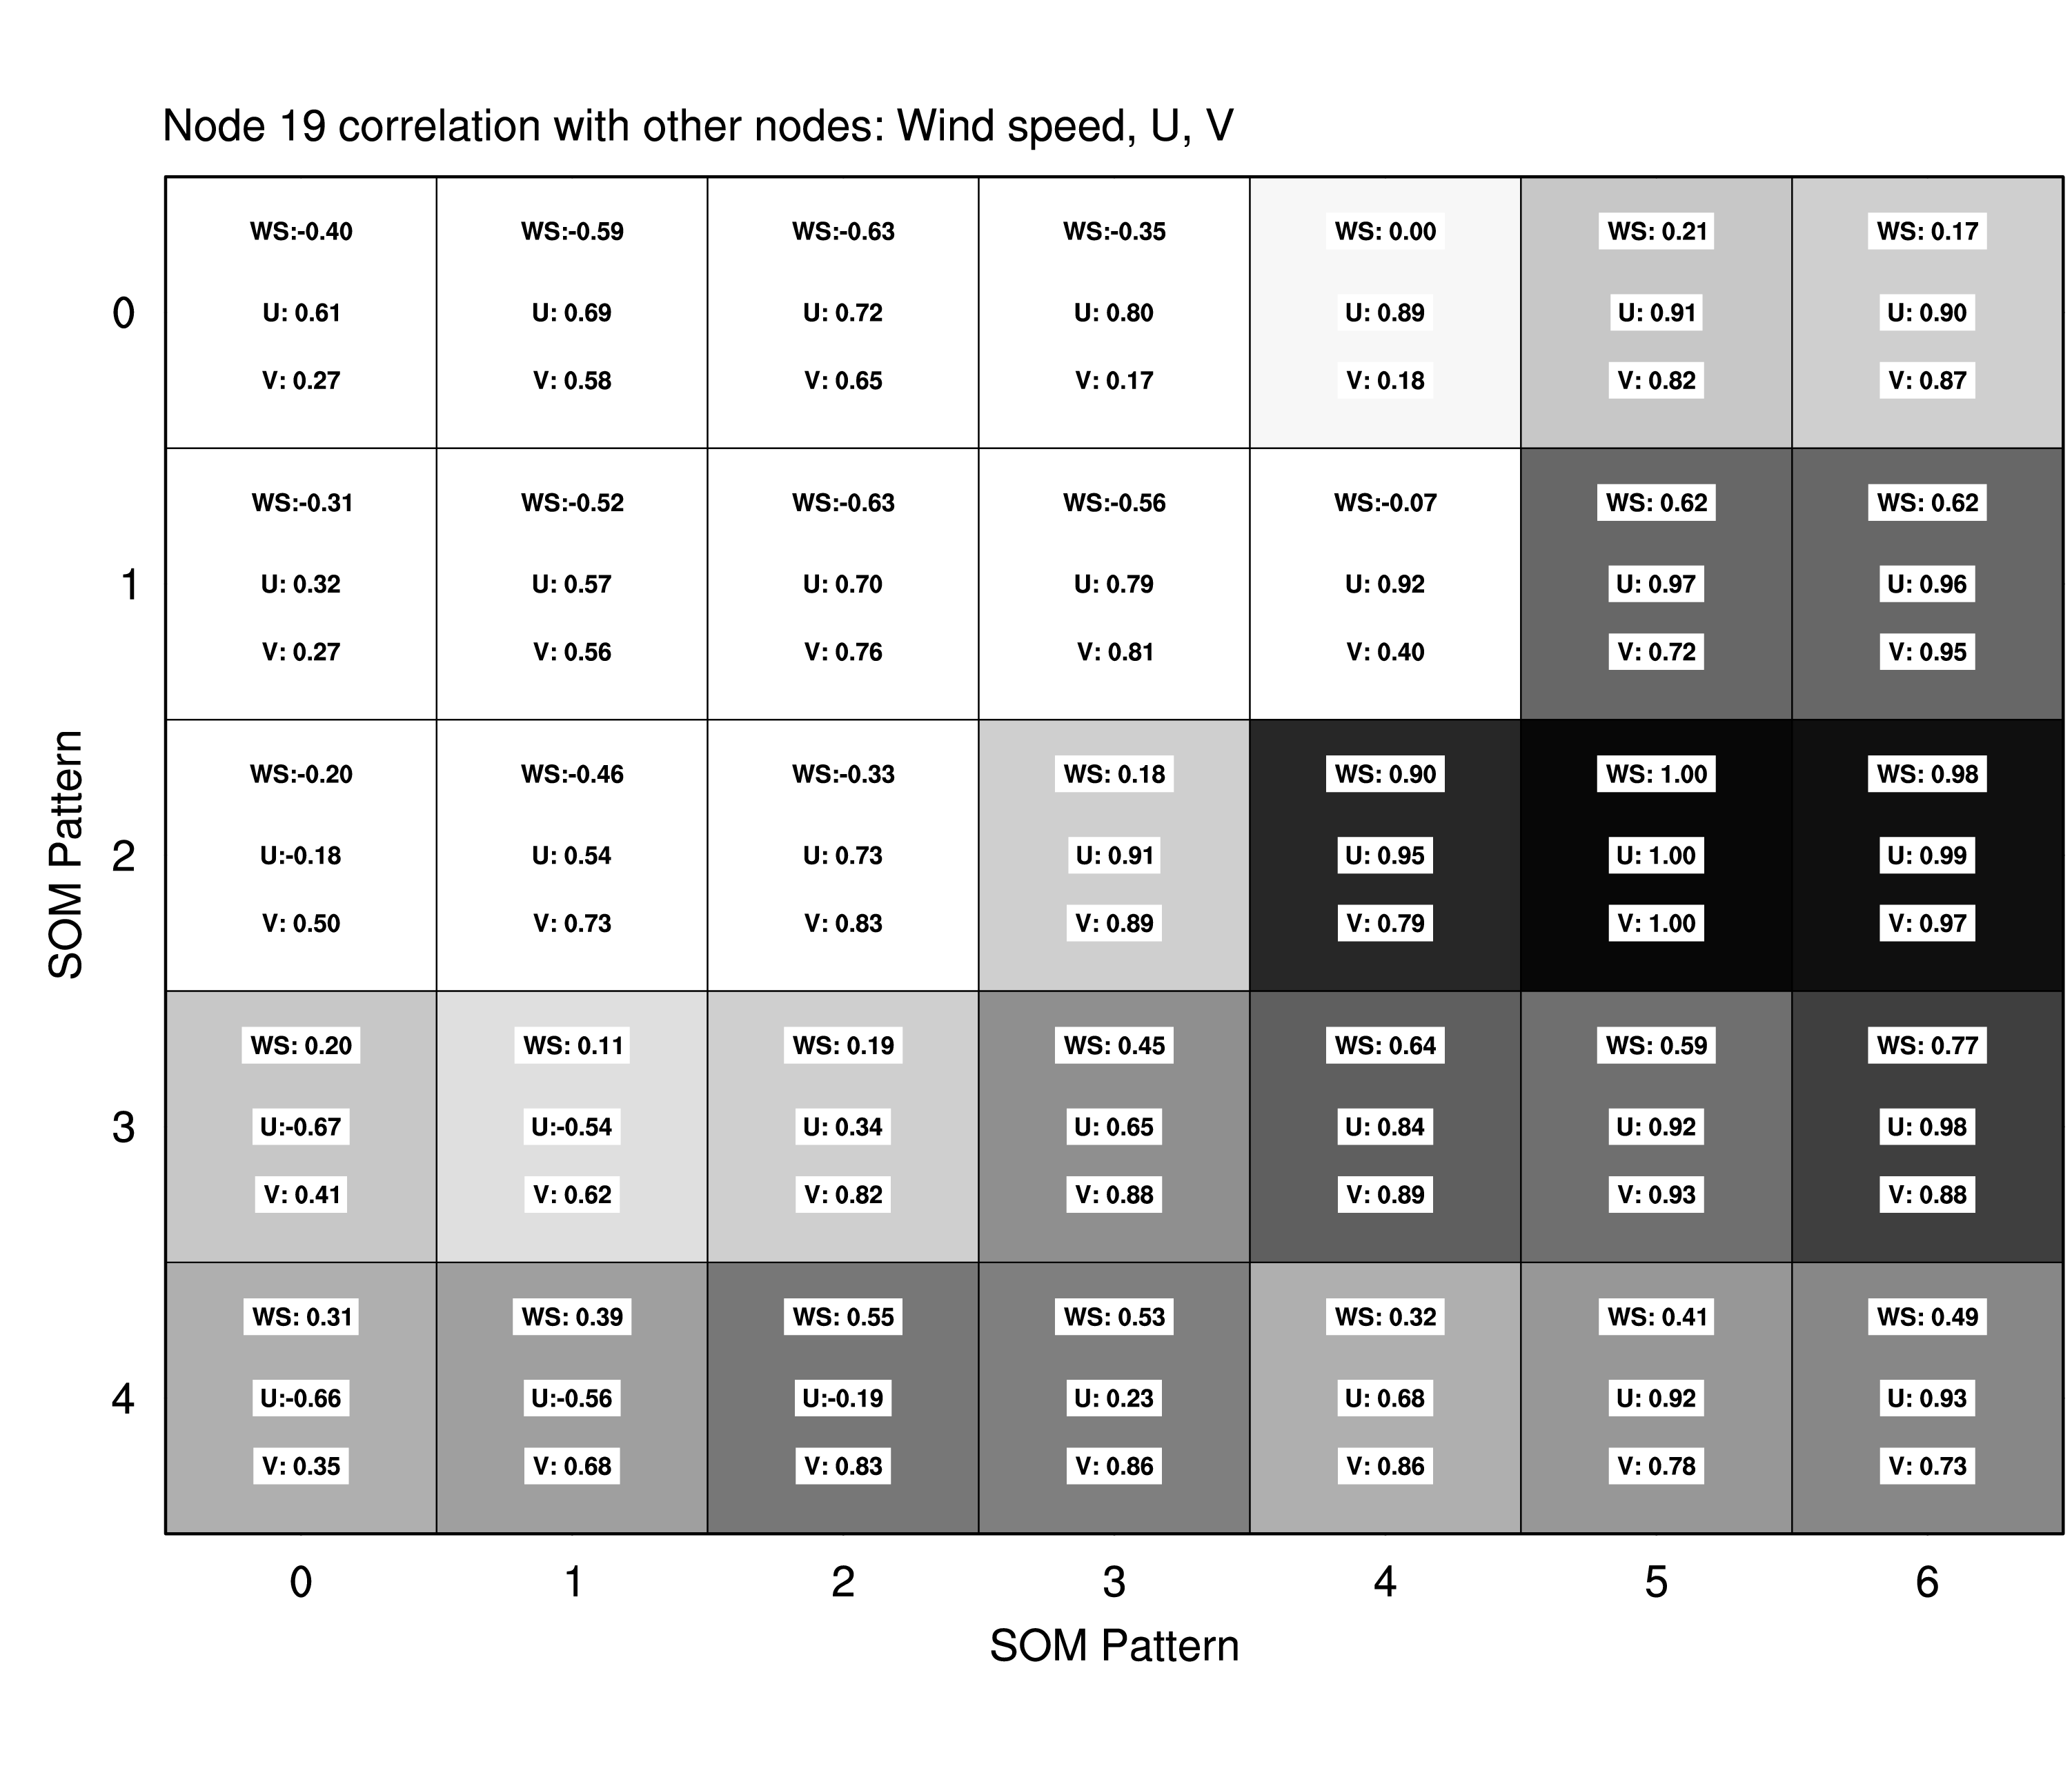 Node 19 correlation with other nodes: Wind speed, U, V
WS:-0.40 WS:-0.59 WS:-0.63 WS:-0.35 WS: 0.00 WS: 0.21 WS: 0.17
0 U: 0.61 U: 0.69 U: 0.72 U: 0.80 U: 0.89 U: 0.91 U: 0.90
V: 0.27 V: 0.58 V: 0.65 V: 0.17 V: 0.18 V: 0.82 V: 0.87
WS:-0.31 WS:-0.52 WS:-0.63 WS:-0.56 WS:-0.07 WS: 0.62 WS: 0.62
1 U: 0.32 U: 0.57 U: 0.70 U: 0.79 U: 0.92 U: 0.97 U: 0.96
V: 0.27 V: 0.56 V: 0.76 V: 0.81 V: 0.40 V: 0.72 V: 0.95
WS:-0.20 WS:-0.46 WS:-0.33 WS: 0.18 WS: 0.90 WS: 1.00 WS: 0.98
2 U:-0.18 U: 0.54 U: 0.73 U: 0.91 U: 0.95 U: 1.00 U: 0.99
V: 0.50 V: 0.73 V: 0.83 V: 0.89 V: 0.79 V: 1.00 V: 0.97
WS: 0.20 WS: 0.11 WS: 0.19 WS: 0.45 WS: 0.64 WS: 0.59 WS: 0.77
3 U:-0.67 U:-0.54 U: 0.34 U: 0.65 U: 0.84 U: 0.92 U: 0.98
V: 0.41 V: 0.62 V: 0.82 V: 0.88 V: 0.89 V: 0.93 V: 0.88
WS: 0.31 WS: 0.39 WS: 0.55 WS: 0.53 WS: 0.32 WS: 0.41 WS: 0.49
4 U:-0.66 U:-0.56 U:-0.19 U: 0.23 U: 0.68 U: 0.92 U: 0.93
V: 0.35 V: 0.68 V: 0.83 V: 0.86 V: 0.86 V: 0.78 V: 0.73
0 1 2 3 4 5 6
SOM Pattern
SOM Pattern